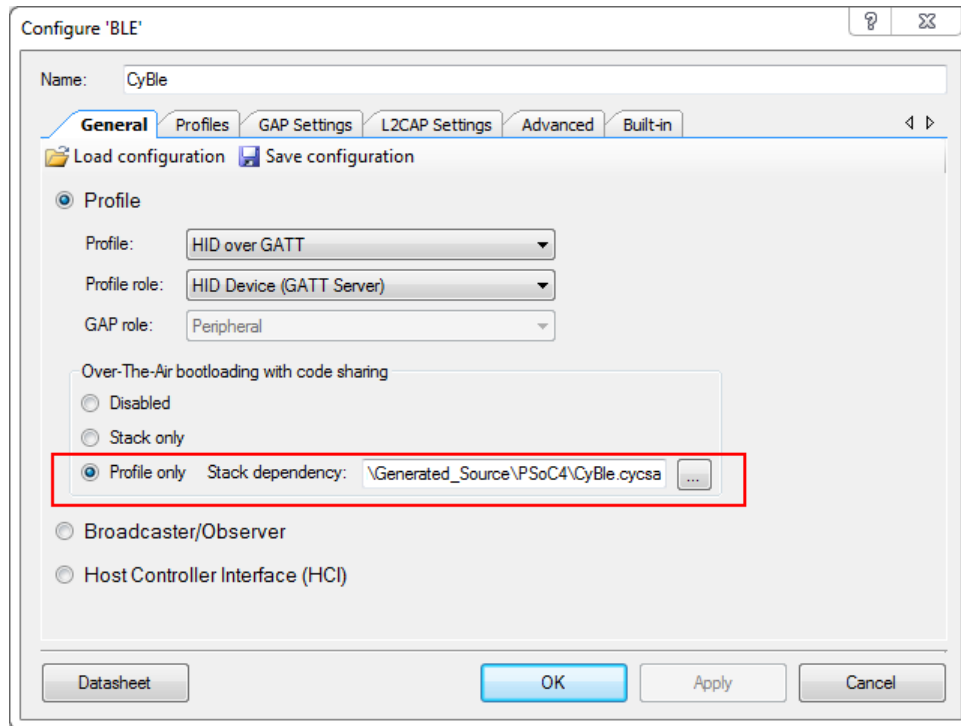 Configure 'BLE'
Name: CyBle
General Profiles GAP Settings L2CAP Settings Advanced Built-in
Load configuration Save configuration
Profile
Profile: HID over GATT
Profile role: HID Device (GATT Server)
GAP role: Peripheral
Over-The-Air bootloading with code sharing
Disabled
Stack only
Profile only Stack dependency: \Generated_Source\PSoC4\CyBle.cycsa ...
Broadcaster/Observer
Host Controller Interface (HCI)
Datasheet OK Apply Cancel